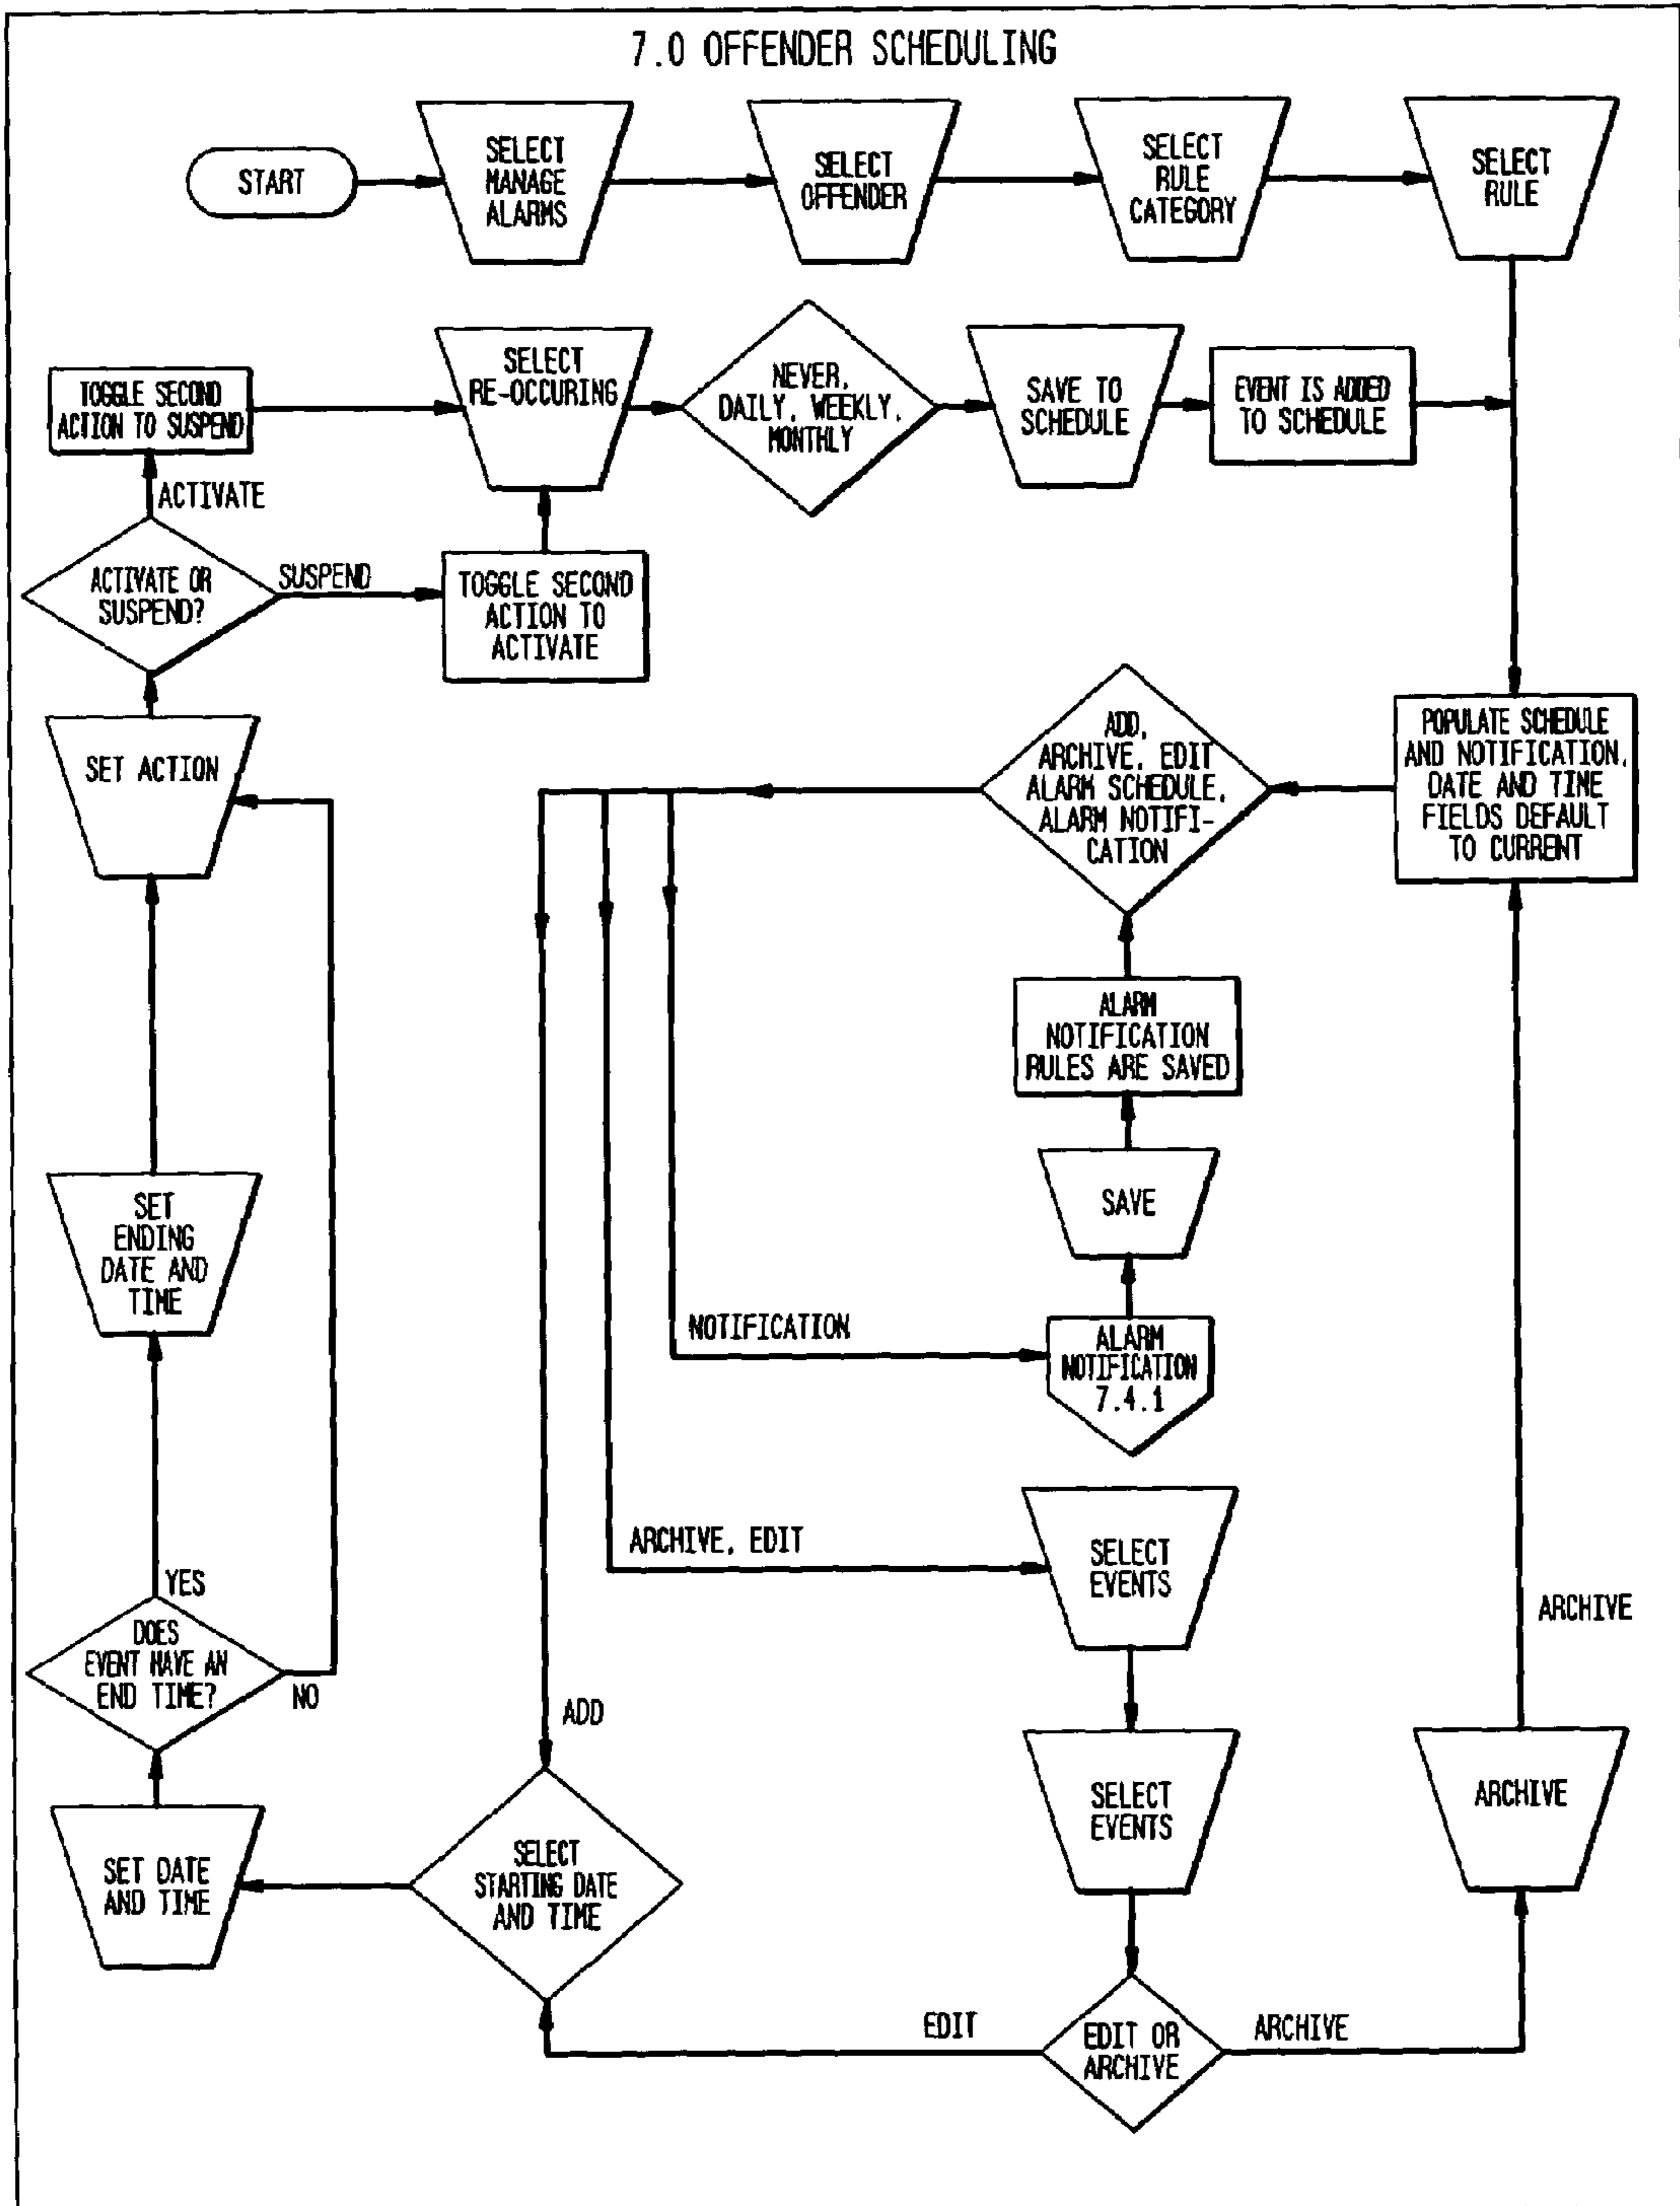 7.0 OFFENDER SCHEDULING
START
SELECT
MANAGE
ALARMS
SELECT
OFFENDER
SELECT
RULE
CATEGORY
SELECT
RULE
TOGGLE SECOND
ACTION TO SUSPEND
SELECT
RE-OCCURING
NEVER,
DAILY, WEEKLY,
MONTHLY
SAVE TO
SCHEDULE
EVENT IS ADDED
TO SCHEDULE
ACTIVATE
ACTIVATE OR
SUSPEND?
SUSPEND
TOGGLE SECOND
ACTION TO
ACTIVATE
SET ACTION
ADD,
ARCHIVE, EDIT
ALARM SCHEDULE,
ALARM NOTIFI-
CATION
POPULATE SCHEDULE
AND NOTIFICATION,
DATE AND TIME
FIELDS DEFAULT
TO CURRENT
ALARM
NOTIFICATION
RULES ARE SAVED
SAVE
SET
ENDING
DATE AND
TIME
NOTIFICATION
ALARM
NOTIFICATION
7.4.1
ARCHIVE, EDIT
SELECT
EVENTS
YES
DOES
EVENT HAVE AN
END TIME?
NO
ADD
ARCHIVE
SELECT
EVENTS
ARCHIVE
SET DATE
AND TIME
SELECT
STARTING DATE
AND TIME
EDIT
EDIT OR
ARCHIVE
ARCHIVE